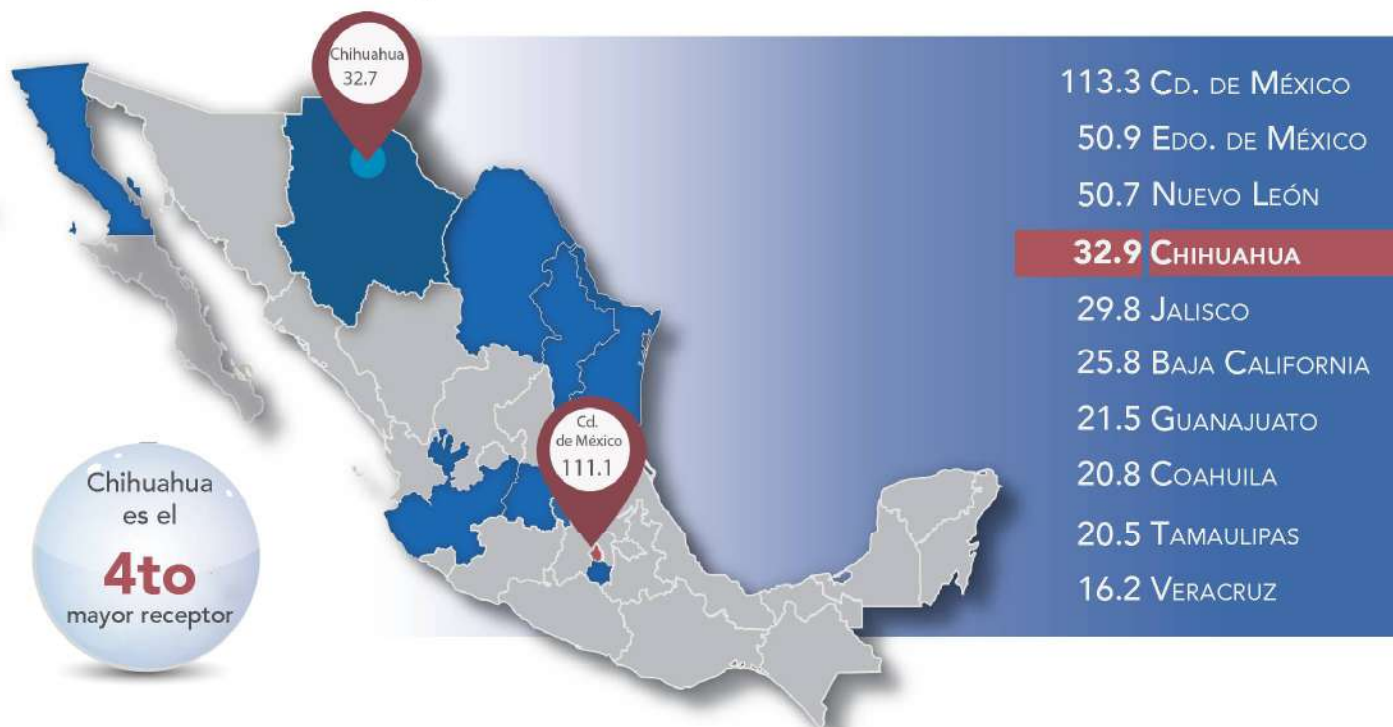 Chihuahua
32.7
113.3 CD. DE MÉXICO
50.9 EDO. DE MÉXICO
50.7 NUEVO LEÓN
32.9 CHIHUAHUA
29.8 JALISCO
25.8 BAJA CALIFORNIA
21.5 GUANAJUATO
20.8 COAHUILA
20.5 TAMAULIPAS
16.2 VERACRUZ
Cd.
de México
111.1
Chihuahua
es el
4to
mayor receptor